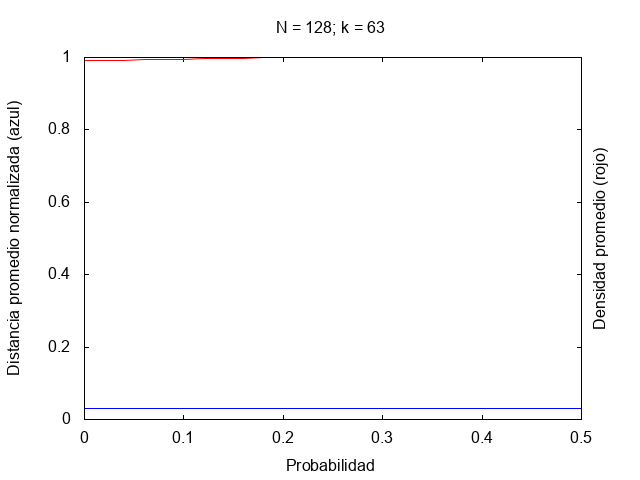 N = 128; k = 63
Distancia promedio normalizada (azul)
1
0.8
0.6
0.4
0.2
0
0 0.1 0.2 0.3 0.4 0.5
Probabilidad
Densidad promedio (rojo)